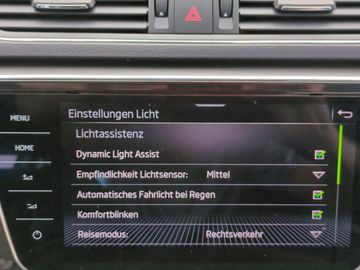 Einstellungen Licht
MENU
Lichtassistenz
HOME
Dynamic Light Assist
Empfindlichkeit Lichtsensor: Mittel
Automatisches Fahrlicht bei Regen
Komfortblinken
Reisemodus: Rechtsverkehr